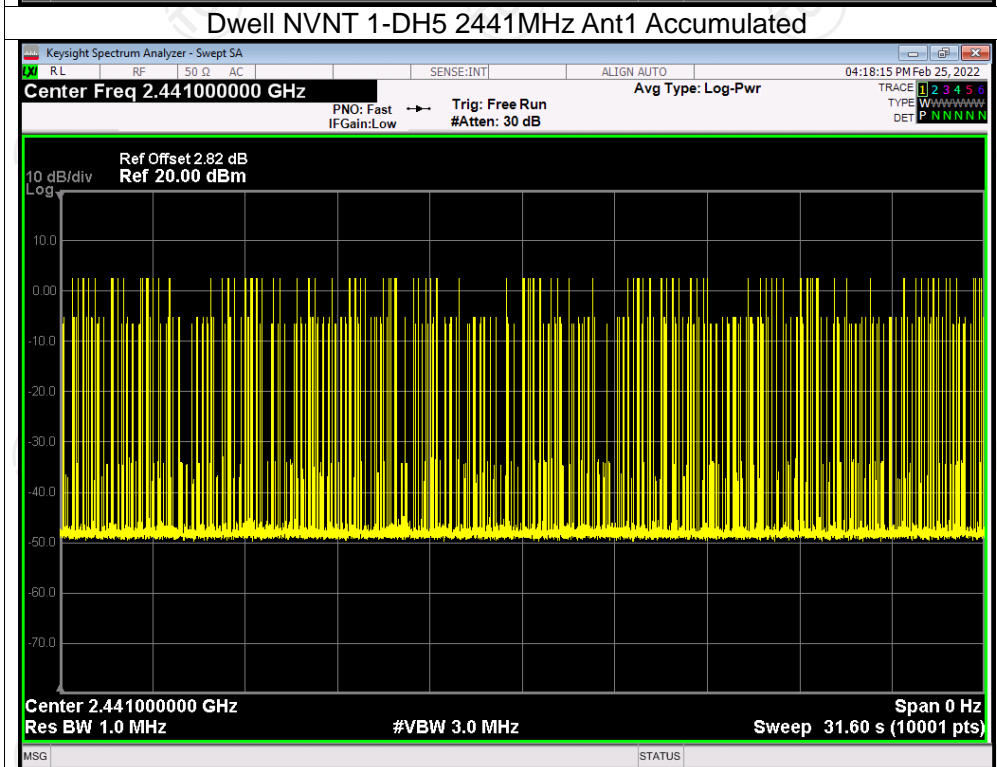 Dwell NVNT 1-DH5 2441MHz Ant1 Accumulated
Keysight Spectrum Analyzer - Swept SA
LXI RL RF 50 Ω AC SENSE:INT ALIGN AUTO 04:18:15 PM Feb 25, 2022
Center Freq 2.441000000 GHz Avg Type: Log-Pwr TRACE 1 2 3 4 5 6
PNO: Fast Trig: Free Run TYPE WWWWWW
IFGain:Low #Atten: 30 dB DET P N N N N N
Ref Offset 2.82 dB
10 dB/div Ref 20.00 dBm
Log
10.0
0.00
-10.0
-20.0
-30.0
-40.0
-50.0
-60.0
-70.0
Center 2.441000000 GHz Span 0 Hz
Res BW 1.0 MHz #VBW 3.0 MHz Sweep 31.60 s (10001 pts)
MSG STATUS